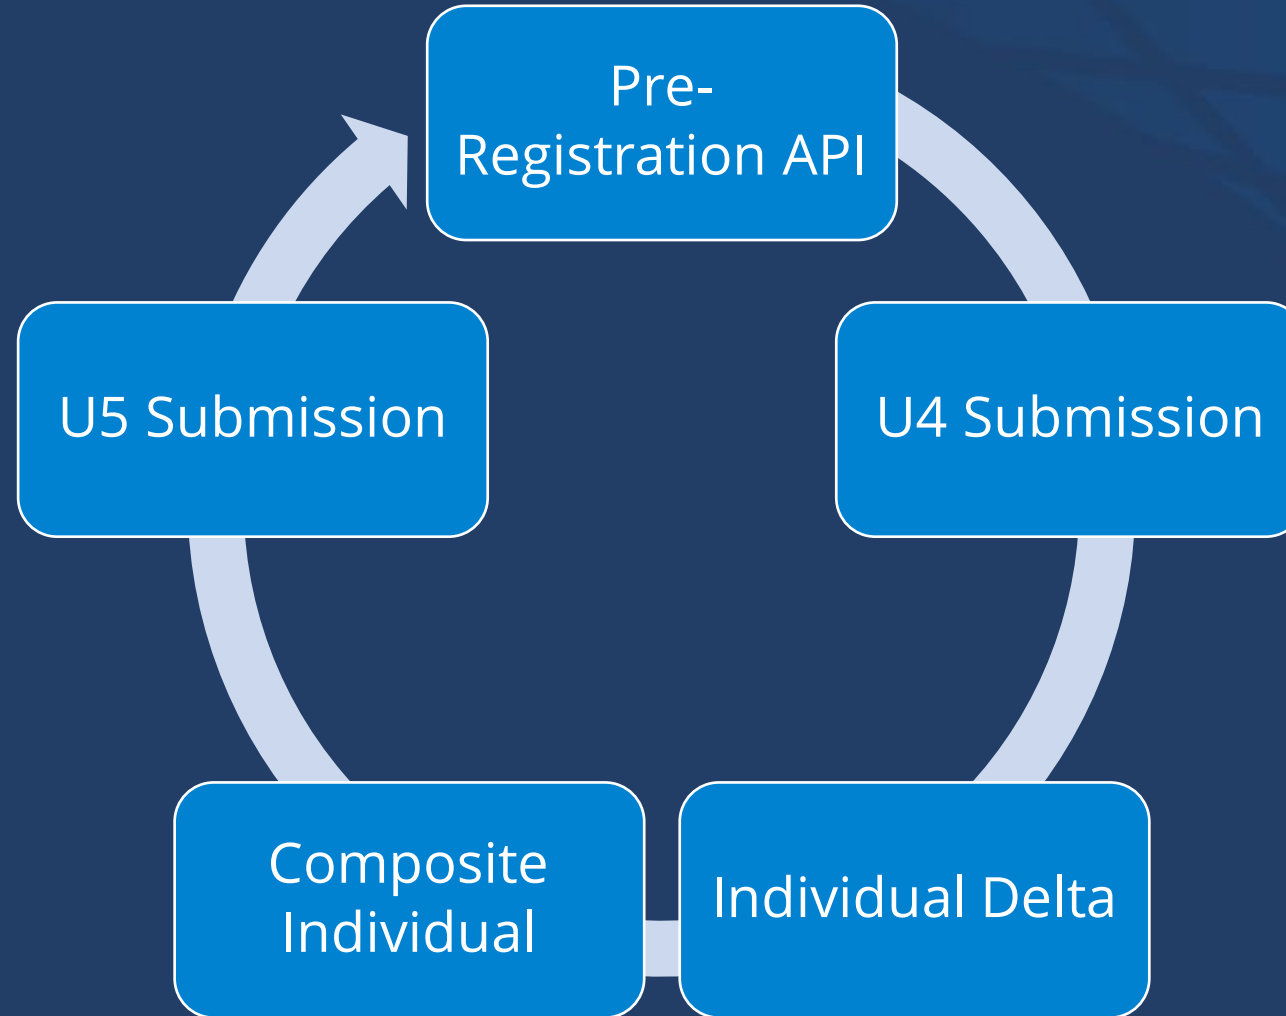 Pre-
Registration API
U5 Submission
U4 Submission
Composite
Individual
Individual Delta